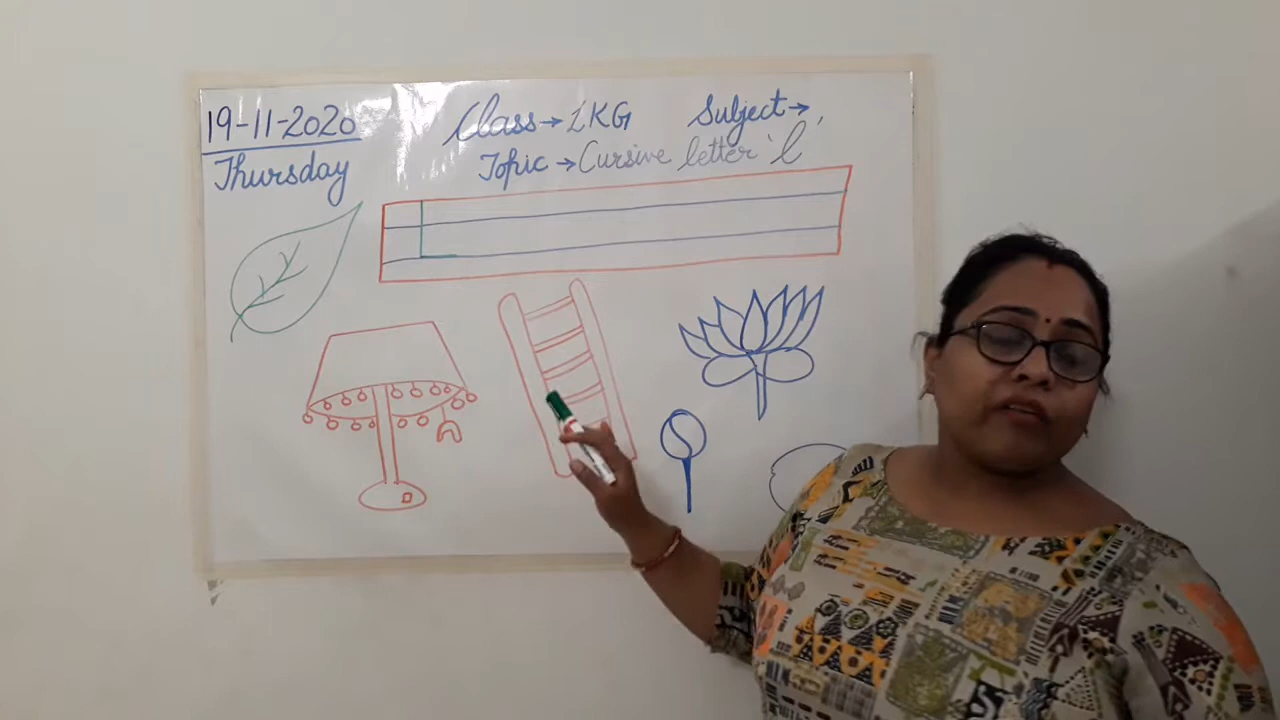 19-11-2020
Thursday
Class→ LKG Subject→
Topic→ Cursive letter 'l'